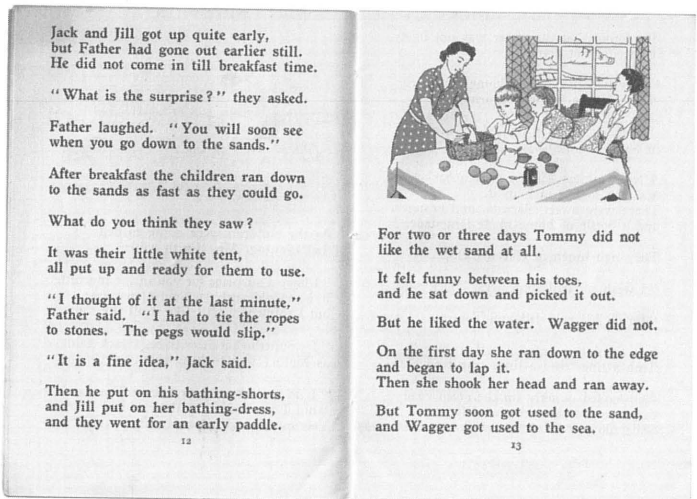 Jack and Jill got up quite early,
but Father had gone out earlier still.
He did not come in till breakfast time.
"What is the surprise?" they asked.
Father laughed. "You will soon see
when you go down to the sands."
After breakfast the children ran down
to the sands as fast as they could go.
What do you think they saw?
It was their little white tent,
all put up and ready for them to use.
"I thought of it at the last minute,"
Father said. "I had to tie the ropes
to stones. The pegs would slip."
"It is a fine idea," Jack said.
Then he put on his bathing-shorts,
and Jill put on her bathing-dress,
and they went for an early paddle.
12
For two or three days Tommy did not
like the wet sand at all.
It felt funny between his toes,
and he sat down and picked it out.
But he liked the water. Wagger did not.
On the first day she ran down to the edge
and began to lap it.
Then she shook her head and ran away.
But Tommy soon got used to the sand,
and Wagger got used to the sea.
13